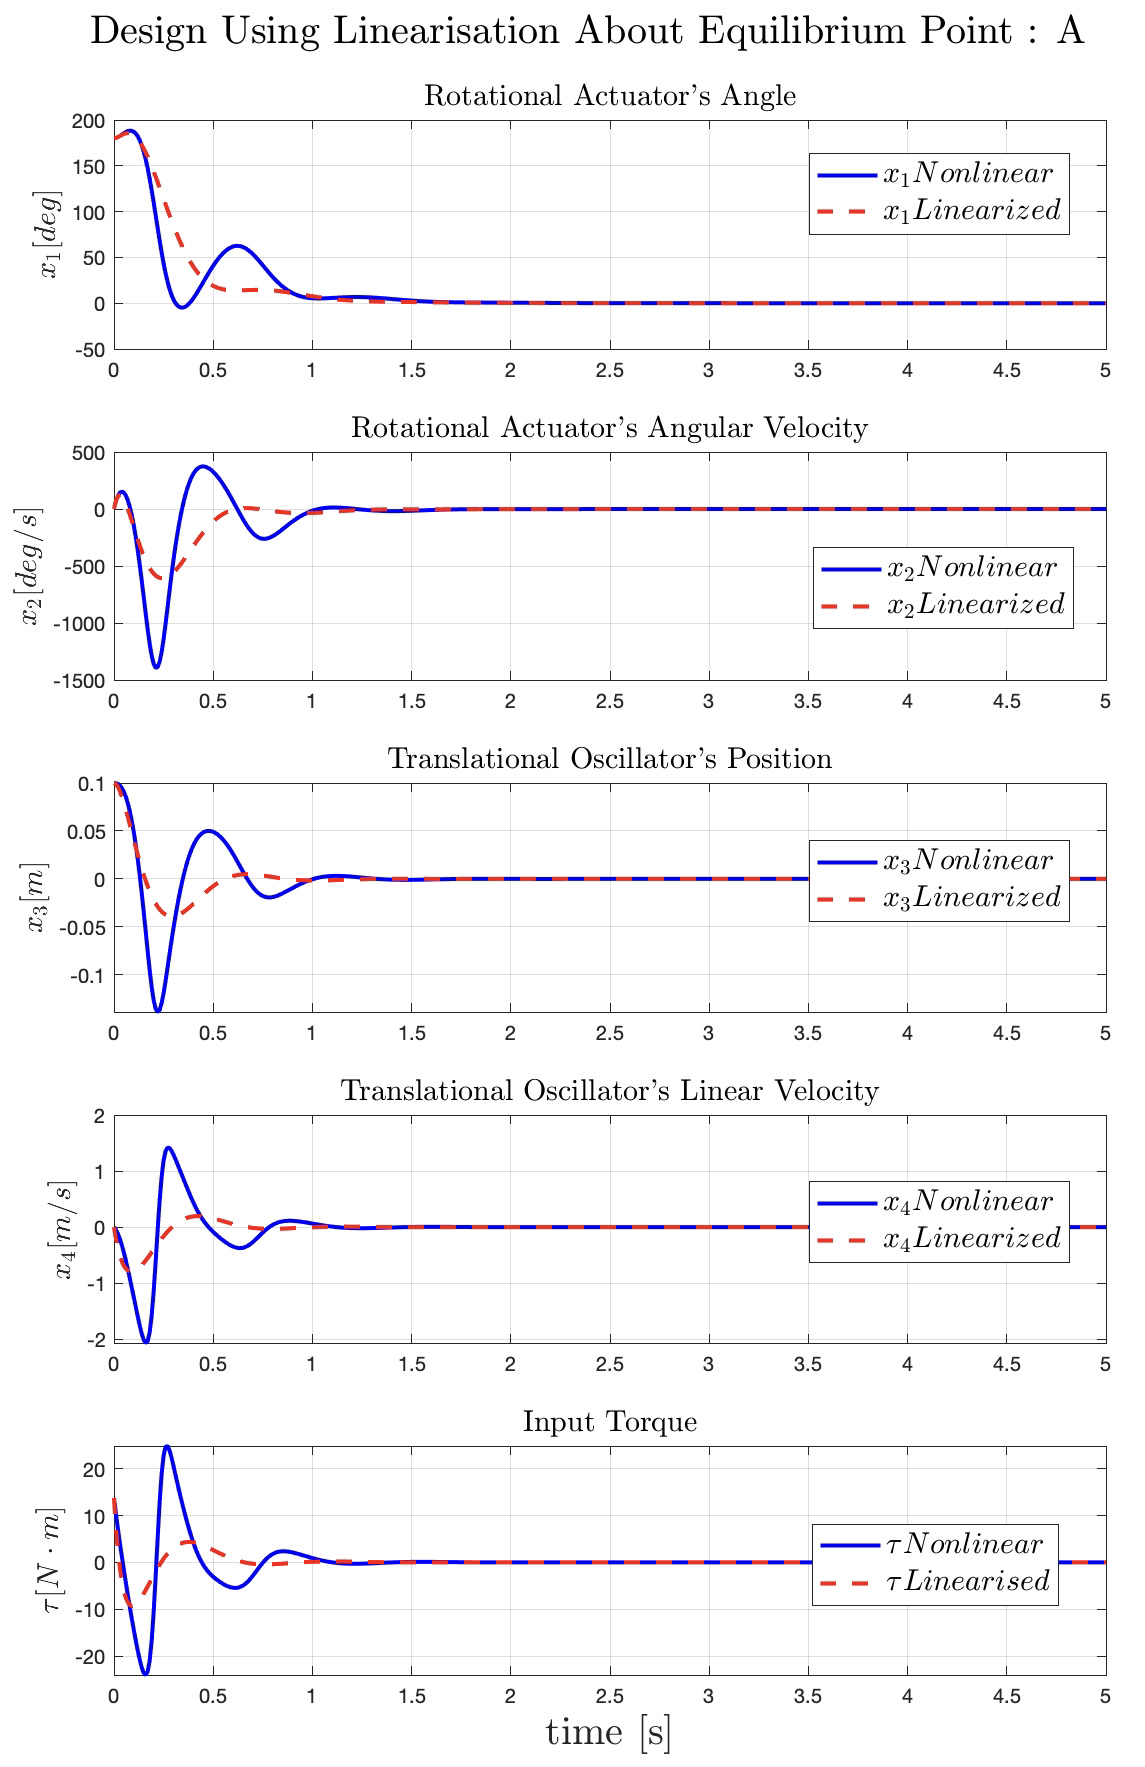 Design Using Linearisation About Equilibrium Point : A
Rotational Actuator's Angle
200
150
100
50
0
-50
x1[deg]
x1Nonlinear
x1Linearized
0 0.5 1 1.5 2 2.5 3 3.5 4 4.5 5
Rotational Actuator's Angular Velocity
500
0
-500
-1000
-1500
x2[deg/s]
x2Nonlinear
x2Linearized
0 0.5 1 1.5 2 2.5 3 3.5 4 4.5 5
Translational Oscillator's Position
0.1
0.05
0
-0.05
-0.1
x3[m]
x3Nonlinear
x3Linearized
0 0.5 1 1.5 2 2.5 3 3.5 4 4.5 5
Translational Oscillator's Linear Velocity
2
1
0
-1
-2
x4[m/s]
x4Nonlinear
x4Linearized
0 0.5 1 1.5 2 2.5 3 3.5 4 4.5 5
Input Torque
20
10
0
-10
-20
τ[N · m]
τNonlinear
τLinearised
0 0.5 1 1.5 2 2.5 3 3.5 4 4.5 5
time [s]